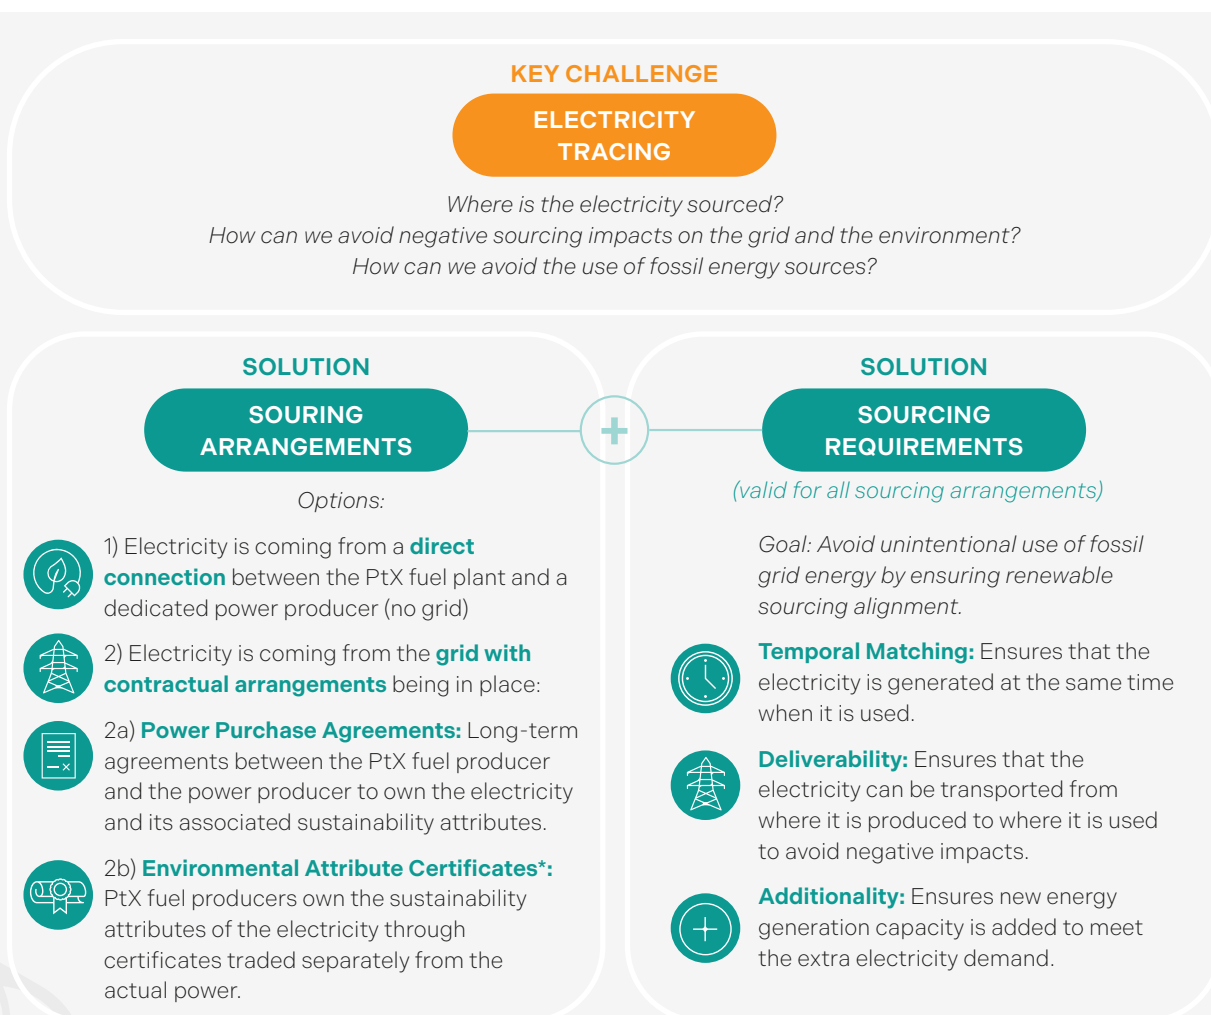 KEY CHALLENGE
ELECTRICITY
TRACING
Where is the electricity sourced?
How can we avoid negative sourcing impacts on the grid and the environment?
How can we avoid the use of fossil energy sources?
SOLUTION
SOURING
ARRANGEMENTS
Options:
1) Electricity is coming from a direct
connection between the PtX fuel plant and a
dedicated power producer (no grid)
2) Electricity is coming from the grid with
contractual arrangements being in place:
2a) Power Purchase Agreements: Long-term
agreements between the PtX fuel producer
and the power producer to own the electricity
and its associated sustainability attributes.
2b) Environmental Attribute Certificates*:
PtX fuel producers own the sustainability
attributes of the electricity through
certificates traded separately from the
actual power.
+
SOLUTION
SOURCING
REQUIREMENTS
(valid for all sourcing arrangements)
Goal: Avoid unintentional use of fossil
grid energy by ensuring renewable
sourcing alignment.
Temporal Matching: Ensures that the
electricity is generated at the same time
when it is used.
Deliverability: Ensures that the
electricity can be transported from
where it is produced to where it is used
to avoid negative impacts.
Additionality: Ensures new energy
generation capacity is added to meet
the extra electricity demand.